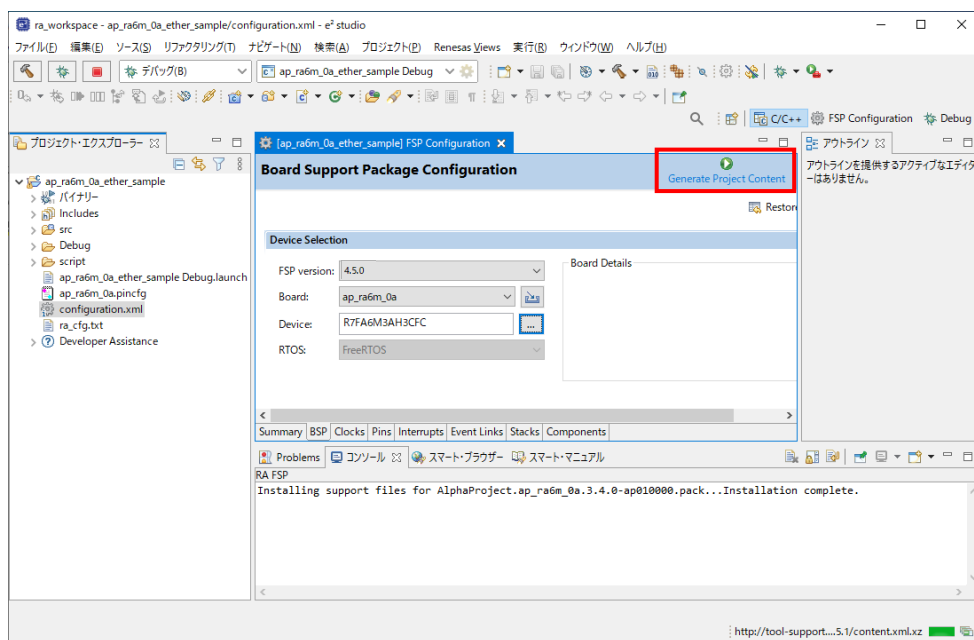 ra_workspace - ap_ra6m_0a_ether_sample/configuration.xml - e² studio
ファイル(F) 編集(E) ソース(S) リファクタリング(T) ナビゲート(N) 検索(A) プロジェクト(P) Renesas Views 実行(R) ウィンドウ(W) ヘルプ(H)
デバッグ(B) ap_ra6m_0a_ether_sample Debug
C/C++ FSP Configuration Debug
プロジェクト・エクスプローラー
ap_ra6m_0a_ether_sample
バイナリー
Includes
src
Debug
script
ap_ra6m_0a_ether_sample Debug.launch
ap_ra6m_0a.pincfg
configuration.xml
ra_cfg.txt
Developer Assistance
[ap_ra6m_0a_ether_sample] FSP Configuration
Board Support Package Configuration
Generate Project Content
Restore
Device Selection
FSP version: 4.5.0
Board: ap_ra6m_0a
Device: R7FA6M3AH3CFC ...
RTOS: FreeRTOS
Board Details
Summary BSP Clocks Pins Interrupts Event Links Stacks Components
アウトライン
アウトラインを提供するアクティブなエディタ
ーはありません。
Problems コンソール スマート・ブラウザー スマート・マニュアル
RA FSP
Installing support files for AlphaProject.ap_ra6m_0a.3.4.0-ap010000.pack...Installation complete.
http://tool-support....5.1/content.xml.xz